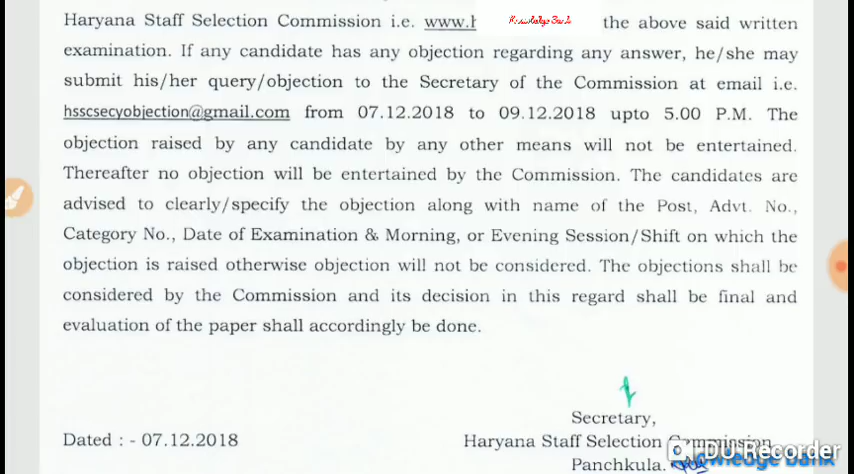 Haryana Staff Selection Commission i.e. www.h Knowledge Bank the above said written
examination. If any candidate has any objection regarding any answer, he/she may
submit his/her query/objection to the Secretary of the Commission at email i.e.
hsscsecyobjection@gmail.com from 07.12.2018 to 09.12.2018 upto 5.00 P.M. The
objection raised by any candidate by any other means will not be entertained.
Thereafter no objection will be entertained by the Commission. The candidates are
advised to clearly/specify the objection along with name of the Post, Advt. No.,
Category No., Date of Examination & Morning, or Evening Session/Shift on which the
objection is raised otherwise objection will not be considered. The objections shall be
considered by the Commission and its decision in this regard shall be final and
evaluation of the paper shall accordingly be done.
Secretary,
Dated : - 07.12.2018 Haryana Staff Selection Commission
DU Recorder
Panchkula. Knowledge bank